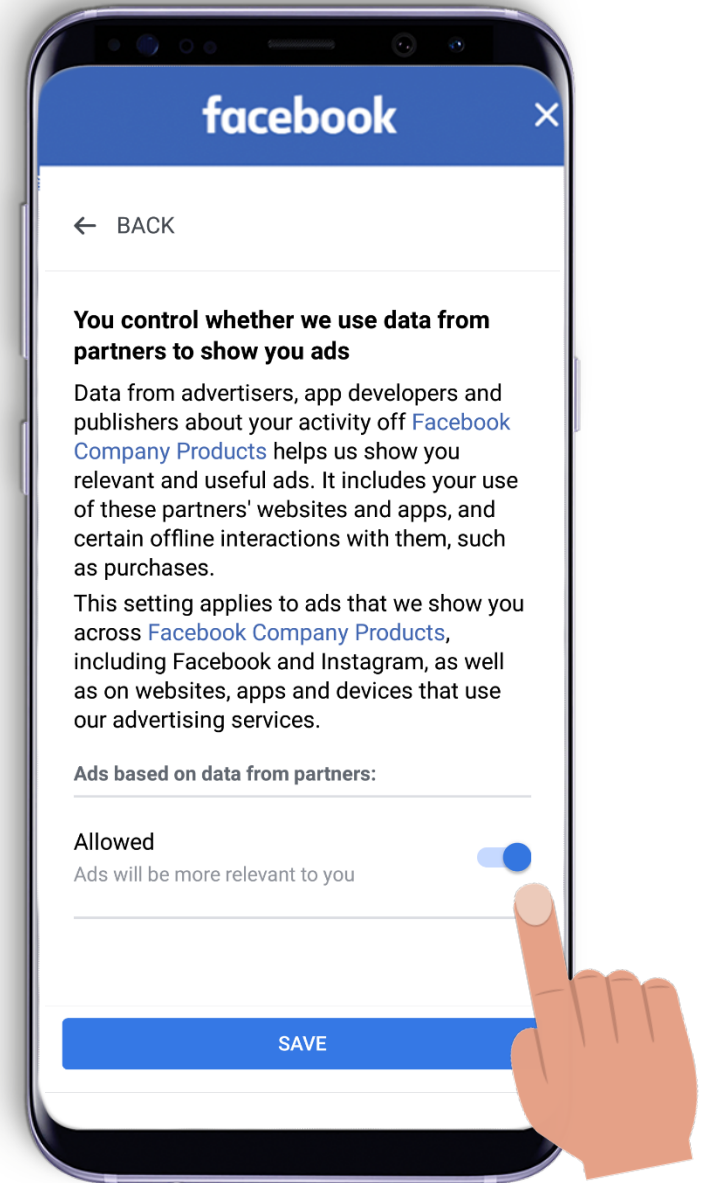 facebook
BACK
You control whether we use data from
partners to show you ads
Data from advertisers, app developers and
publishers about your activity off Facebook
Company Products helps us show you
relevant and useful ads. It includes your use
of these partners' websites and apps, and
certain offline interactions with them, such
as purchases.
This setting applies to ads that we show you
across Facebook Company Products,
including Facebook and Instagram, as well
as on websites, apps and devices that use
our advertising services.
Ads based on data from partners:
Allowed
Ads will be more relevant to you
SAVE